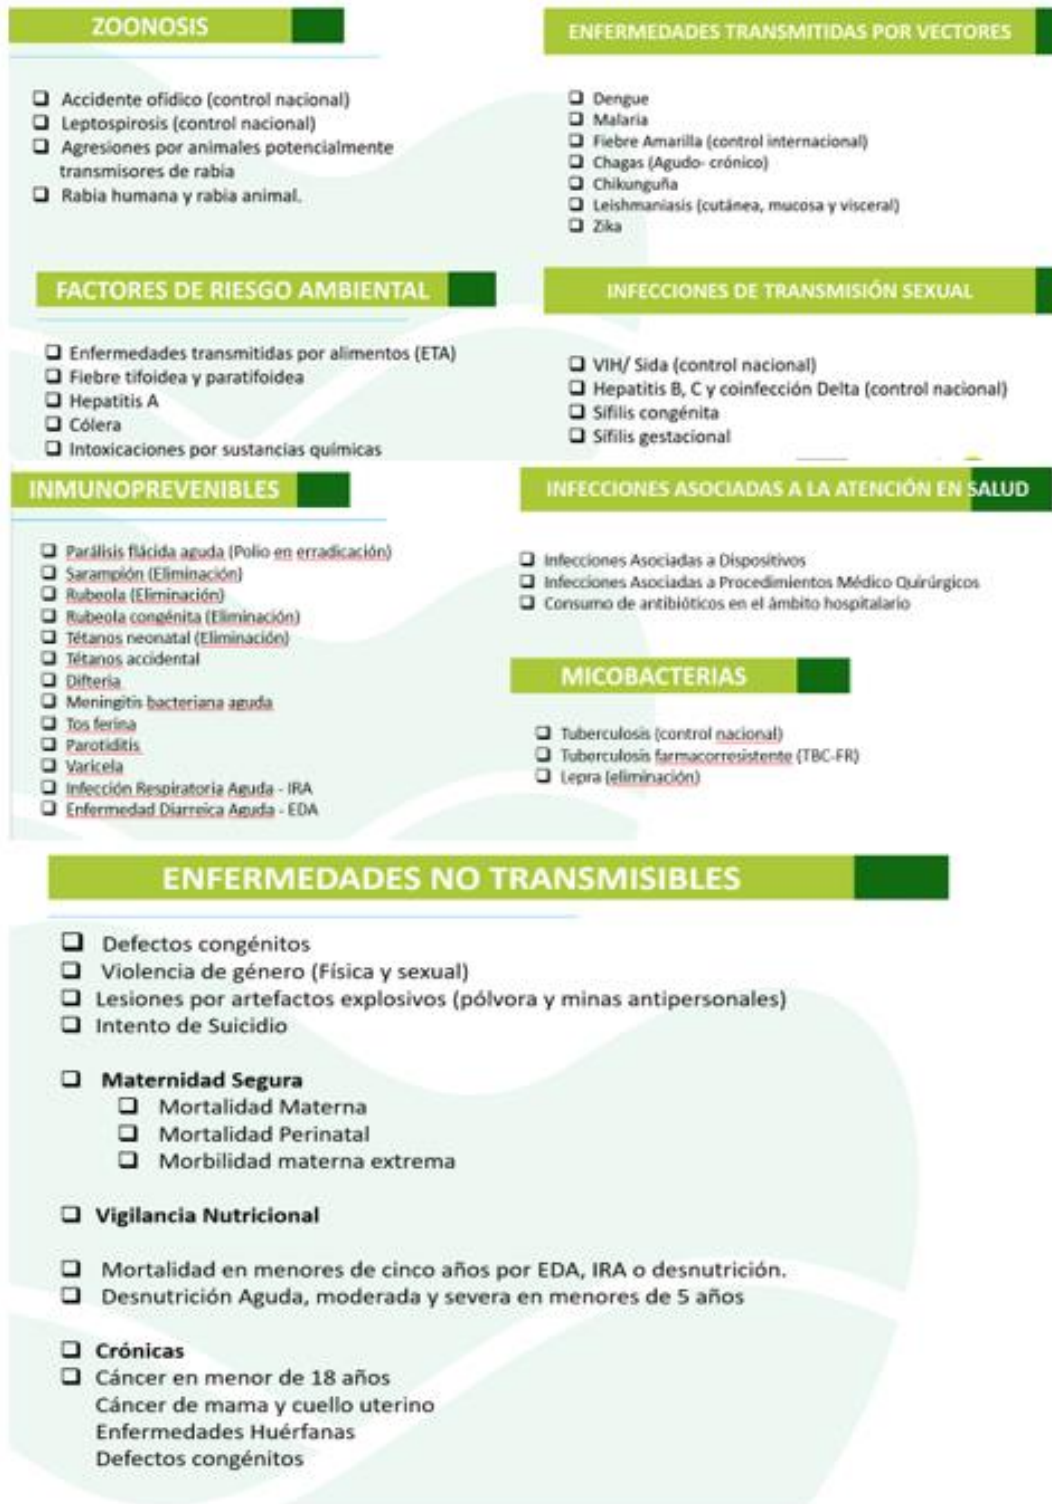 ZOONOSIS
Accidente ofídico (control nacional)
Leptospirosis (control nacional)
Agresiones por animales potencialmente
transmisores de rabia
Rabia humana y rabia animal.
ENFERMEDADES TRANSMITIDAS POR VECTORES
Dengue
Malaria
Fiebre Amarilla (control internacional)
Chagas (Agudo- crónico)
Chikunguña
Leishmaniasis (cutánea, mucosa y visceral)
Zika
FACTORES DE RIESGO AMBIENTAL
Enfermedades transmitidas por alimentos (ETA)
Fiebre tifoidea y paratifoidea
Hepatitis A
Cólera
Intoxicaciones por sustancias químicas
INFECCIONES DE TRANSMISIÓN SEXUAL
VIH/ Sida (control nacional)
Hepatitis B, C y coinfección Delta (control nacional)
Sífilis congénita
Sífilis gestacional
INMUNOPREVENIBLES
Parálisis flácida aguda (Polio en erradicación)
Sarampión (Eliminación)
Rubeola (Eliminación)
Rubeola congénita (Eliminación)
Tétanos neonatal (Eliminación)
Tétanos accidental
Difteria
Meningitis bacteriana aguda
Tos ferina
Parotiditis
Varicela
Infección Respiratoria Aguda - IRA
Enfermedad Diarreica Aguda - EDA
INFECCIONES ASOCIADAS A LA ATENCIÓN EN SALUD
Infecciones Asociadas a Dispositivos
Infecciones Asociadas a Procedimientos Médico Quirúrgicos
Consumo de antibióticos en el ámbito hospitalario
MICOBACTERIAS
Tuberculosis (control nacional)
Tuberculosis farmacorresistente (TBC-FR)
Lepra (eliminación)
ENFERMEDADES NO TRANSMISIBLES
Defectos congénitos
Violencia de género (Física y sexual)
Lesiones por artefactos explosivos (pólvora y minas antipersonales)
Intento de Suicidio
Maternidad Segura
Mortalidad Materna
Mortalidad Perinatal
Morbilidad materna extrema
Vigilancia Nutricional
Mortalidad en menores de cinco años por EDA, IRA o desnutrición.
Desnutrición Aguda, moderada y severa en menores de 5 años
Crónicas
Cáncer en menor de 18 años
Cáncer de mama y cuello uterino
Enfermedades Huérfanas
Defectos congénitos